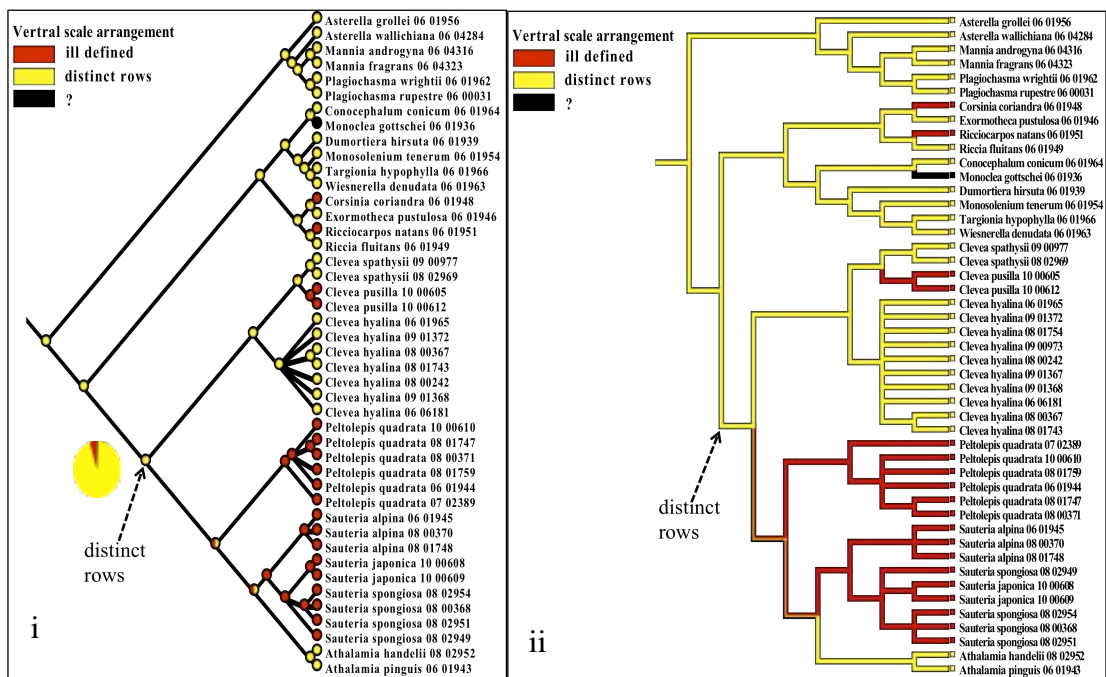 Vertral scale arrangement
ill defined
distinct rows
?
Asterella grollei 06 01956
Asterella wallichiana 06 04284
Mannia androgyna 06 04316
Mannia fragrans 06 04323
Plagiochasma wrightii 06 01962
Plagiochasma rupestre 06 00031
Conocephalum conicum 06 01964
Monoclea gottschei 06 01936
Dumortiera hirsuta 06 01939
Monosolenium tenerum 06 01954
Targionia hypophylla 06 01966
Wiesnerella denudata 06 01963
Corsinia coriandra 06 01948
Exormotheca pustulosa 06 01946
Ricciocarpos natans 06 01951
Riccia fluitans 06 01949
Clevea spathysii 09 00977
Clevea spathysii 08 02969
Clevea pusilla 10 00605
Clevea pusilla 10 00612
Clevea hyalina 06 01965
Clevea hyalina 09 01372
Clevea hyalina 08 00367
Clevea hyalina 08 01743
Clevea hyalina 08 00242
Clevea hyalina 09 01368
Clevea hyalina 06 06181
Peltolepis quadrata 10 00610
Peltolepis quadrata 08 01747
Peltolepis quadrata 08 00371
Peltolepis quadrata 08 01759
Peltolepis quadrata 06 01944
Peltolepis quadrata 07 02389
Sauteria alpina 06 01945
Sauteria alpina 08 00370
Sauteria alpina 08 01748
Sauteria japonica 10 00608
Sauteria japonica 10 00609
Sauteria spongiosa 08 02954
Sauteria spongiosa 08 00368
Sauteria spongiosa 08 02951
Sauteria spongiosa 08 02949
Athalamia handelii 08 02952
Athalamia pinguis 06 01943
distinct
rows
i
Vertral scale arrangement
ill defined
distinct rows
?
Asterella grollei 06 01956
Asterella wallichiana 06 04284
Mannia androgyna 06 04316
Mannia fragrans 06 04323
Plagiochasma wrightii 06 01962
Plagiochasma rupestre 06 00031
Corsinia coriandra 06 01948
Exormotheca pustulosa 06 01946
Ricciocarpos natans 06 01951
Riccia fluitans 06 01949
Conocephalum conicum 06 01964
Monoclea gottschei 06 01936
Dumortiera hirsuta 06 01939
Monosolenium tenerum 06 01954
Targionia hypophylla 06 01966
Wiesnerella denudata 06 01963
Clevea spathysii 09 00977
Clevea spathysii 08 02969
Clevea pusilla 10 00605
Clevea pusilla 10 00612
Clevea hyalina 06 01965
Clevea hyalina 09 01372
Clevea hyalina 08 01754
Clevea hyalina 09 00973
Clevea hyalina 08 00242
Clevea hyalina 09 01367
Clevea hyalina 09 01368
Clevea hyalina 06 06181
Clevea hyalina 08 00367
Clevea hyalina 08 01743
Peltolepis quadrata 07 02389
Peltolepis quadrata 10 00610
Peltolepis quadrata 08 01759
Peltolepis quadrata 06 01944
Peltolepis quadrata 08 01747
Peltolepis quadrata 08 00371
Sauteria alpina 06 01945
Sauteria alpina 08 00370
Sauteria alpina 08 01748
Sauteria spongiosa 08 02949
Sauteria japonica 10 00608
Sauteria japonica 10 00609
Sauteria spongiosa 08 02954
Sauteria spongiosa 08 00368
Sauteria spongiosa 08 02951
Athalamia handelii 08 02952
Athalamia pinguis 06 01943
distinct
rows
ii